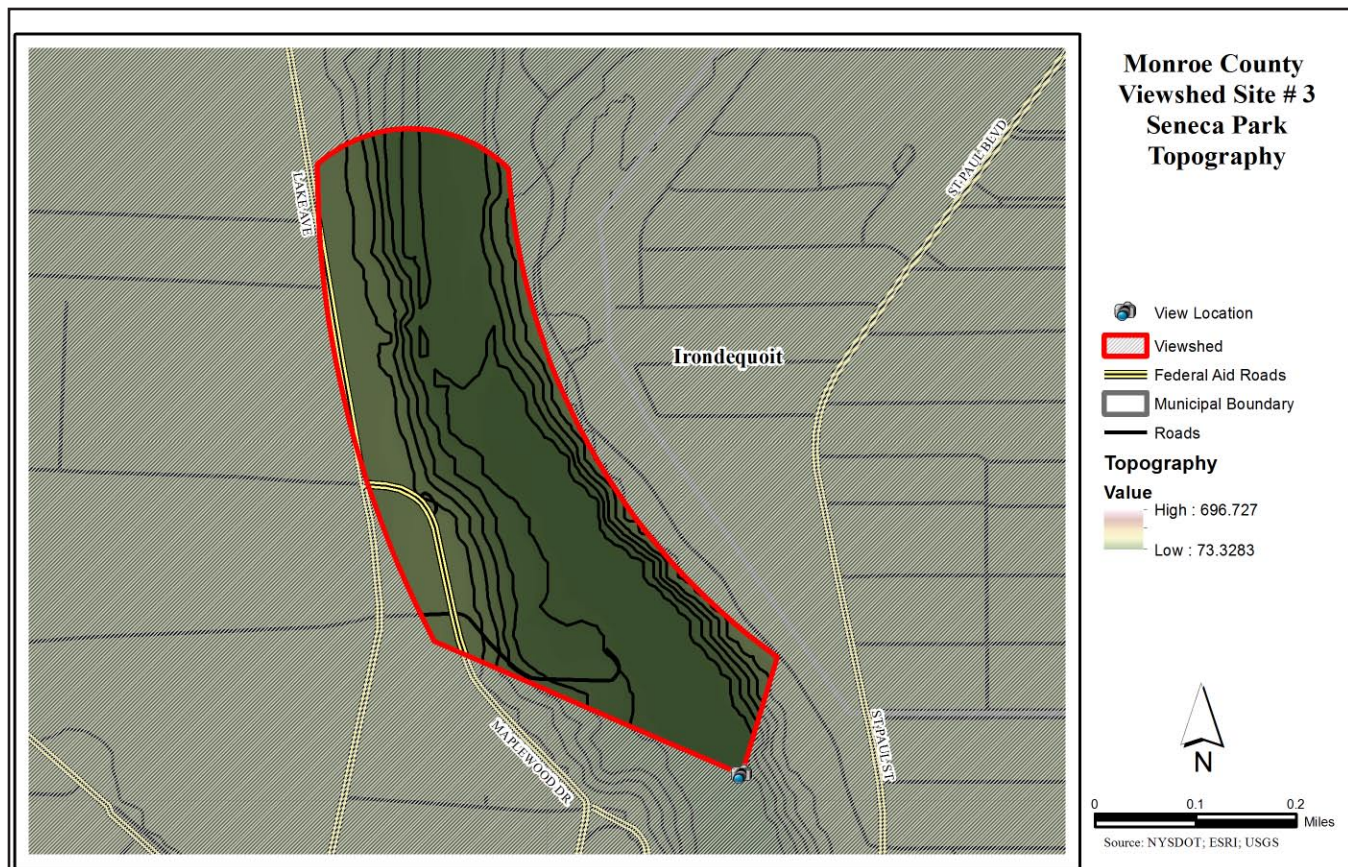 Monroe County
Viewshed Site # 3
Seneca Park
Topography
LAKE AVE
ST PAUL BLVD
Irondequoit
MAPLEWOOD DR
ST PAUL ST
View Location
Viewshed
Federal Aid Roads
Municipal Boundary
Roads
Topography
Value
High : 696.727
Low : 73.3283
N
0 0.1 0.2
Miles
Source: NYSDOT; ESRI; USGS